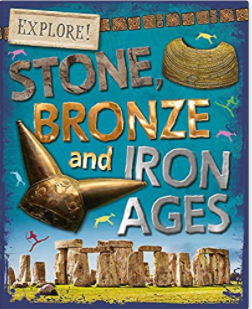 EXPLORE!
STONE,
BRONZE
and IRON
AGES